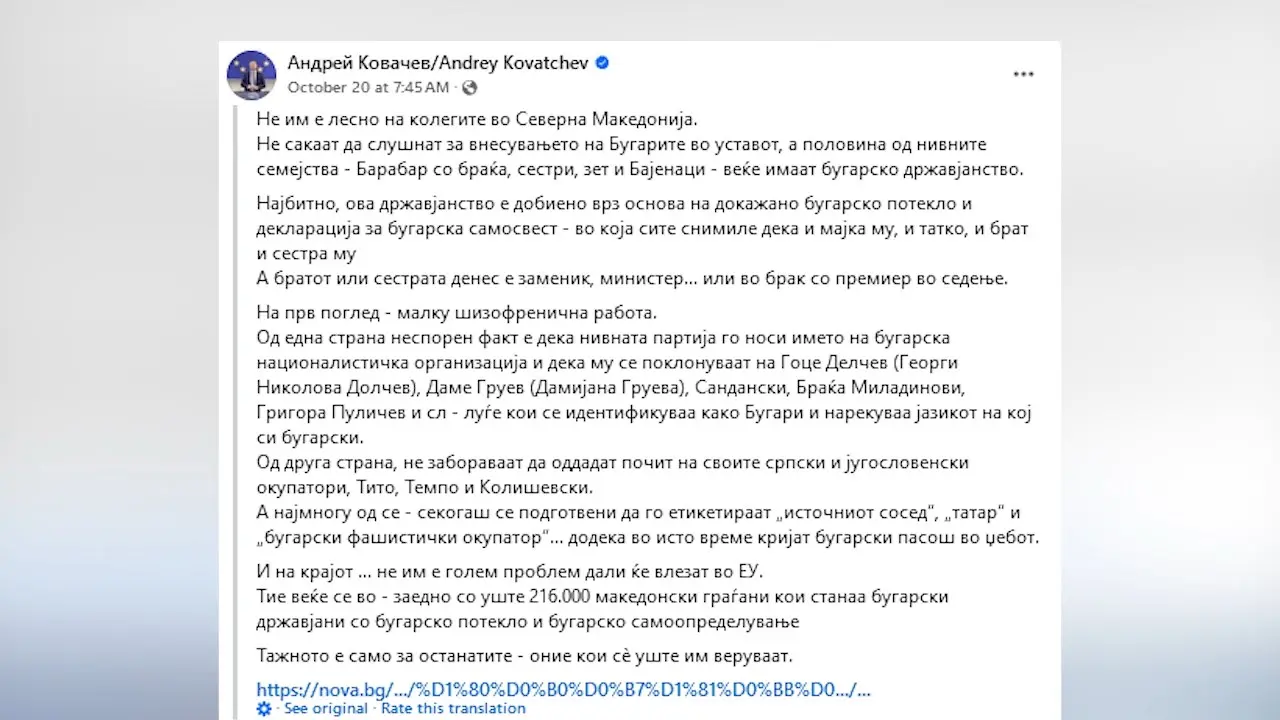 Андрей Ковачев/Andrey Kovatchev
October 20 at 7:45 AM ·
Не им е лесно на колегите во Северна Македонија.
Не сакаат да слушнат за внесувањето на Бугарите во уставот, а половина од нивните
семејства - Барабар со браќа, сестри, зет и Бајенаци - веќе имаат бугарско државјанство.
Најбитно, ова државјанство е добиено врз основа на докажано бугарско потекло и
декларација за бугарска самосвест - во која сите снимиле дека и мајка му, и татко, и брат
и сестра му
А братот или сестрата денес е заменик, министер... или во брак со премиер во седење.
На прв поглед - малку шизофренична работа.
Од една страна неспорен факт е дека нивната партија го носи името на бугарска
националистичка организација и дека му се поклонуваат на Гоце Делчев (Георги
Николова Долчев), Даме Груев (Дамијана Груева), Сандански, Браќа Миладинови,
Григора Пуличев и сл - луѓе кои се идентификуваа како Бугари и нарекуваа јазикот на кој
си бугарски.
Од друга страна, не забораваат да оддадат почит на своите српски и југословенски
окупатори, Тито, Темпо и Колишевски.
А најмногу од се - секогаш се подготвени да го етикетираат „источниот сосед“, „татар“ и
„бугарски фашистички окупатор“... додека во исто време кријат бугарски пасош во џебот.
И на крајот ... не им е голем проблем дали ќе влезат во ЕУ.
Тие веќе се во - заедно со уште 216.000 македонски граѓани кои станаа бугарски
државјани со бугарско потекло и бугарско самоопределување
Тажното е само за останатите - оние кои сѐ уште им веруваат.
https://nova.bg/.../%D1%80%D0%B0%D0%B7%D1%81%D0%BB%D0.../...
· See original · Rate this translation